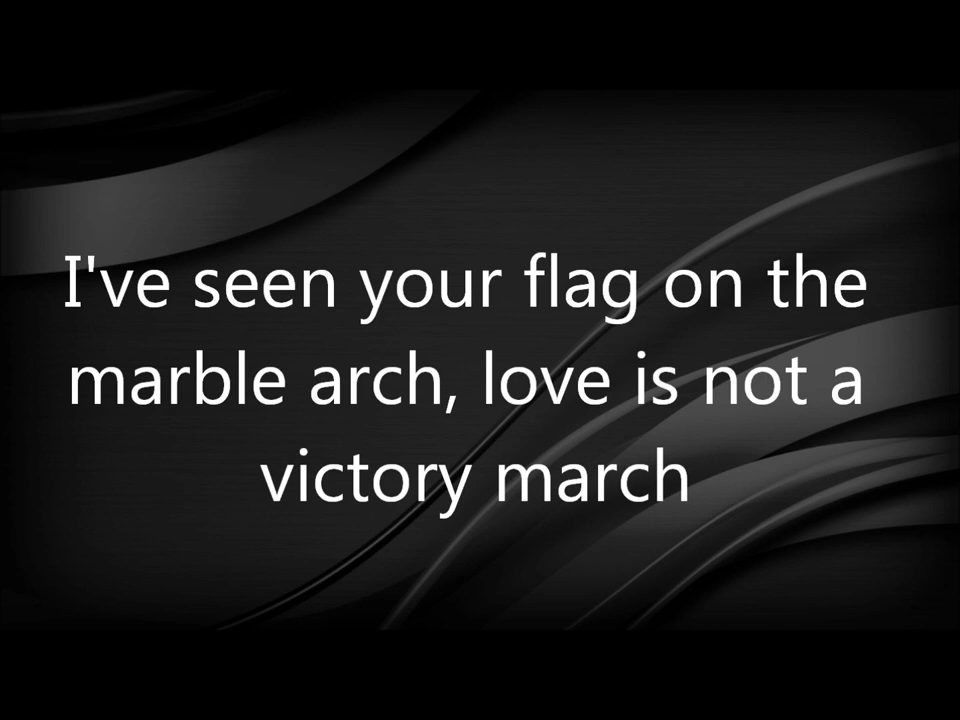 I've seen your flag on the
marble arch, love is not a
victory march